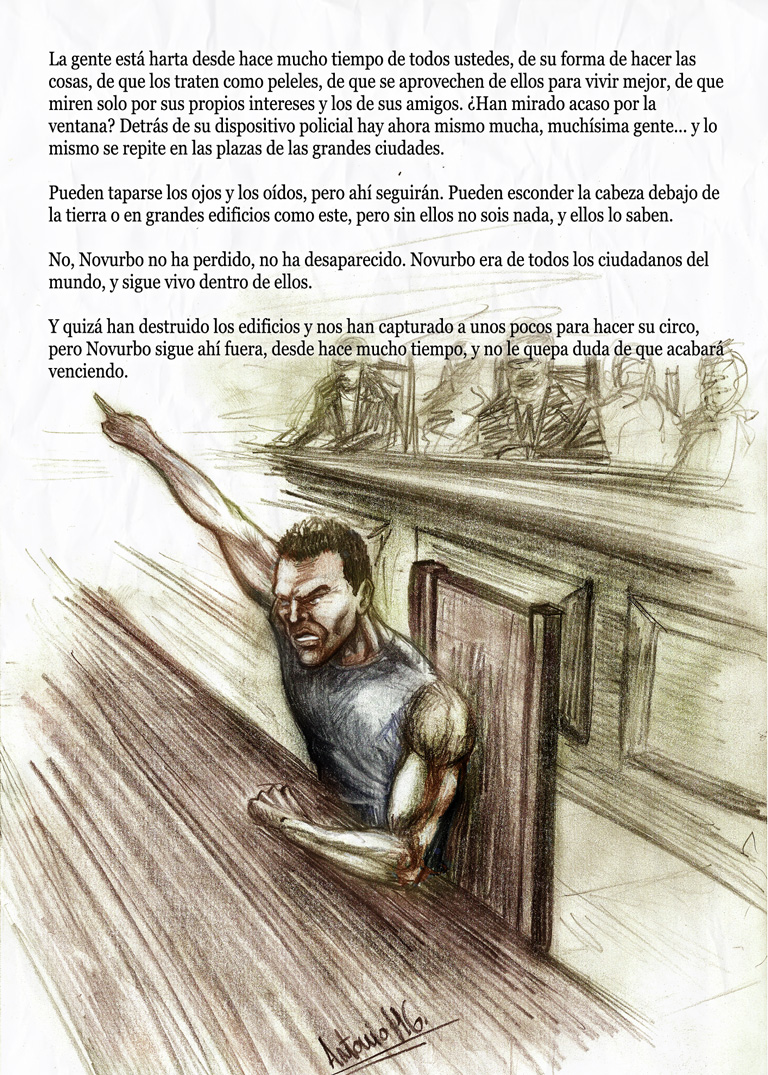 La gente está harta desde hace mucho tiempo de todos ustedes, de su forma de hacer las
cosas, de que los traten como peleles, de que se aprovechen de ellos para vivir mejor, de que
miren solo por sus propios intereses y los de sus amigos. ¿Han mirado acaso por la
ventana? Detrás de su dispositivo policial hay ahora mismo mucha, muchísima gente... y lo
mismo se repite en las plazas de las grandes ciudades.
Pueden taparse los ojos y los oídos, pero ahí seguirán. Pueden esconder la cabeza debajo de
la tierra o en grandes edificios como este, pero sin ellos no sois nada, y ellos lo saben.
No, Novurbo no ha perdido, no ha desaparecido. Novurbo era de todos los ciudadanos del
mundo, y sigue vivo dentro de ellos.
Y quizá han destruido los edificios y nos han capturado a unos pocos para hacer su circo,
pero Novurbo sigue ahí fuera, desde hace mucho tiempo, y no le quepa duda de que acabará
venciendo.
Antonio H.G.